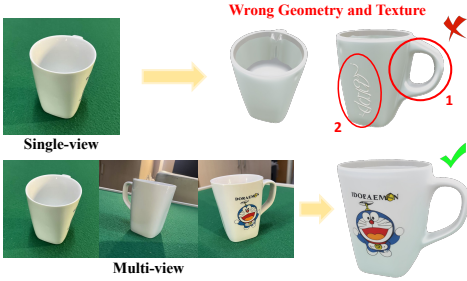 Wrong Geometry and Texture
1
2
Single-view
DORAEMON
DORAEMON
Multi-view